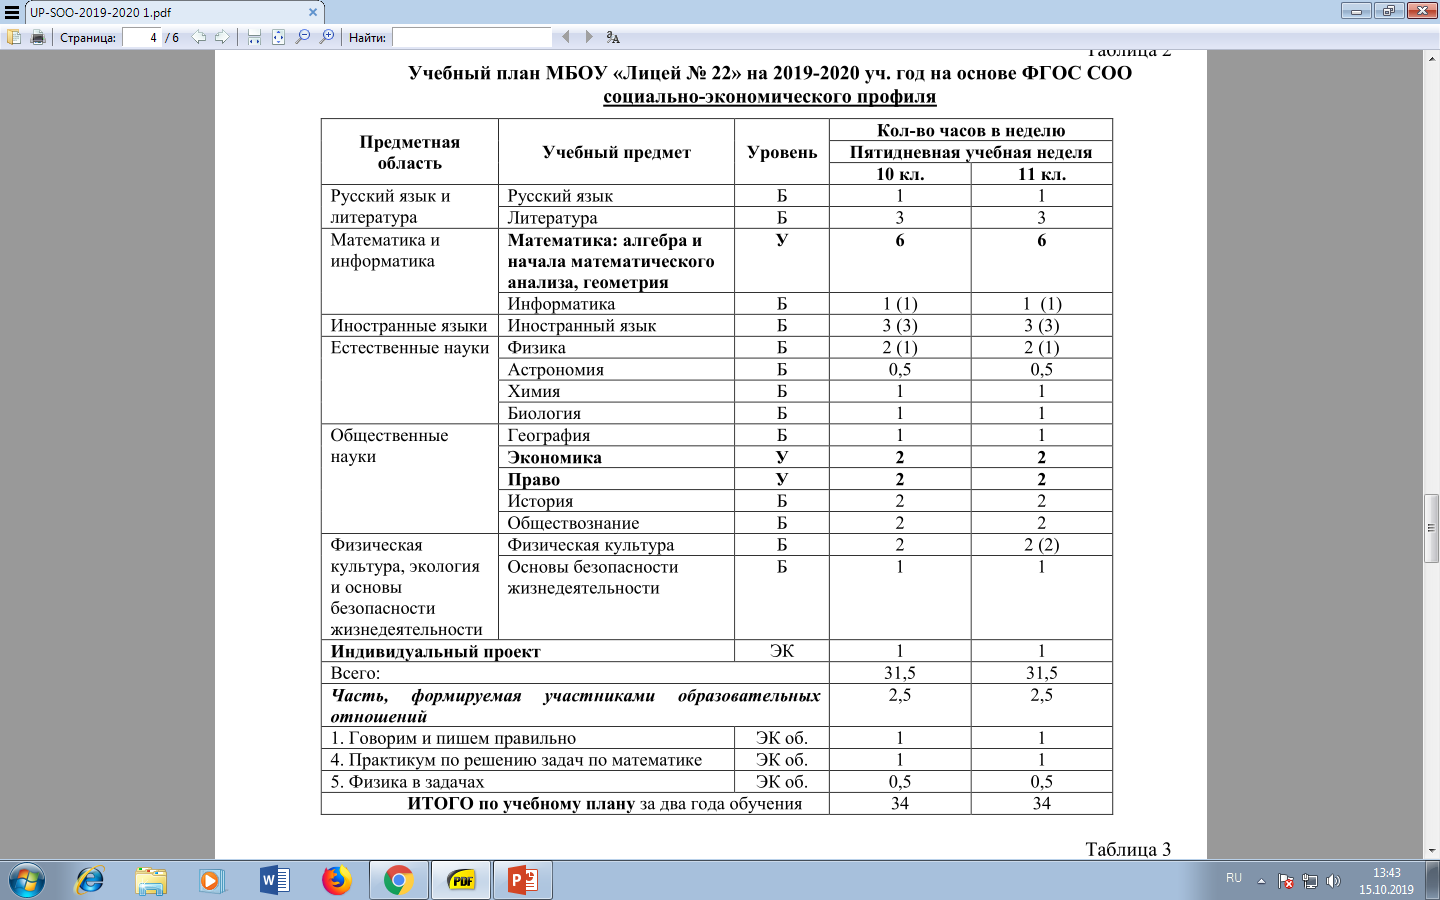 UP-SOO-2019-2020 1.pdf
Страница: 4 / 6 Найти:
Таблица 2
Учебный план МБОУ «Лицей № 22» на 2019-2020 уч. год на основе ФГОС СОО
социально-экономического профиля
Предметная область Учебный предмет Уровень Кол-во часов в неделю
Пятидневная учебная неделя
10 кл. 11 кл.
Русский язык и литература Русский язык Б 1 1
Литература Б 3 3
Математика и информатика Математика: алгебра и начала математического анализа, геометрия У 6 6
Информатика Б 1 (1) 1 (1)
Иностранные языки Иностранный язык Б 3 (3) 3 (3)
Естественные науки Физика Б 2 (1) 2 (1)
Астрономия Б 0,5 0,5
Химия Б 1 1
Биология Б 1 1
Общественные науки География Б 1 1
Экономика У 2 2
Право У 2 2
История Б 2 2
Обществознание Б 2 2
Физическая культура, экология и основы безопасности жизнедеятельности Физическая культура Б 2 2 (2)
Основы безопасности жизнедеятельности Б 1 1
Индивидуальный проект ЭК 1 1
Всего: 31,5 31,5
Часть, формируемая участниками образовательных отношений 2,5 2,5
1. Говорим и пишем правильно ЭК об. 1 1
4. Практикум по решению задач по математике ЭК об. 1 1
5. Физика в задачах ЭК об. 0,5 0,5
ИТОГО по учебному плану за два года обучения 34 34
Таблица 3
RU
13:43
15.10.2019
PDF